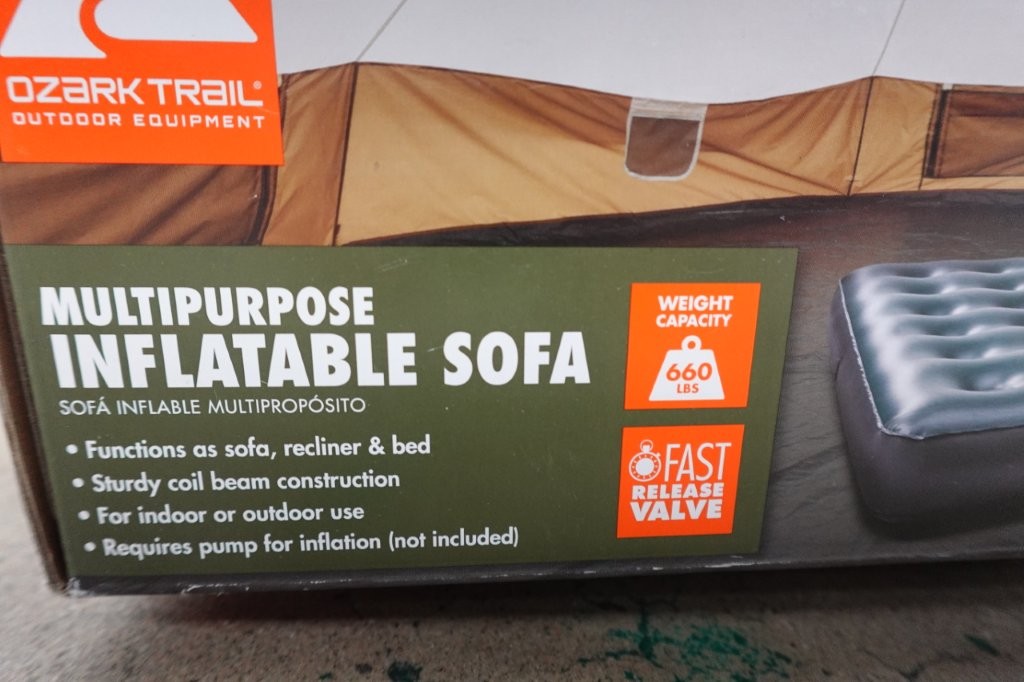 OZARK TRAIL®
OUTDOOR EQUIPMENT
MULTIPURPOSE
INFLATABLE SOFA
SOFÁ INFLABLE MULTIPROPÓSITO
• Functions as sofa, recliner & bed
• Sturdy coil beam construction
• For indoor or outdoor use
• Requires pump for inflation (not included)
WEIGHT
CAPACITY
660
LBS
FAST
RELEASE
VALVE